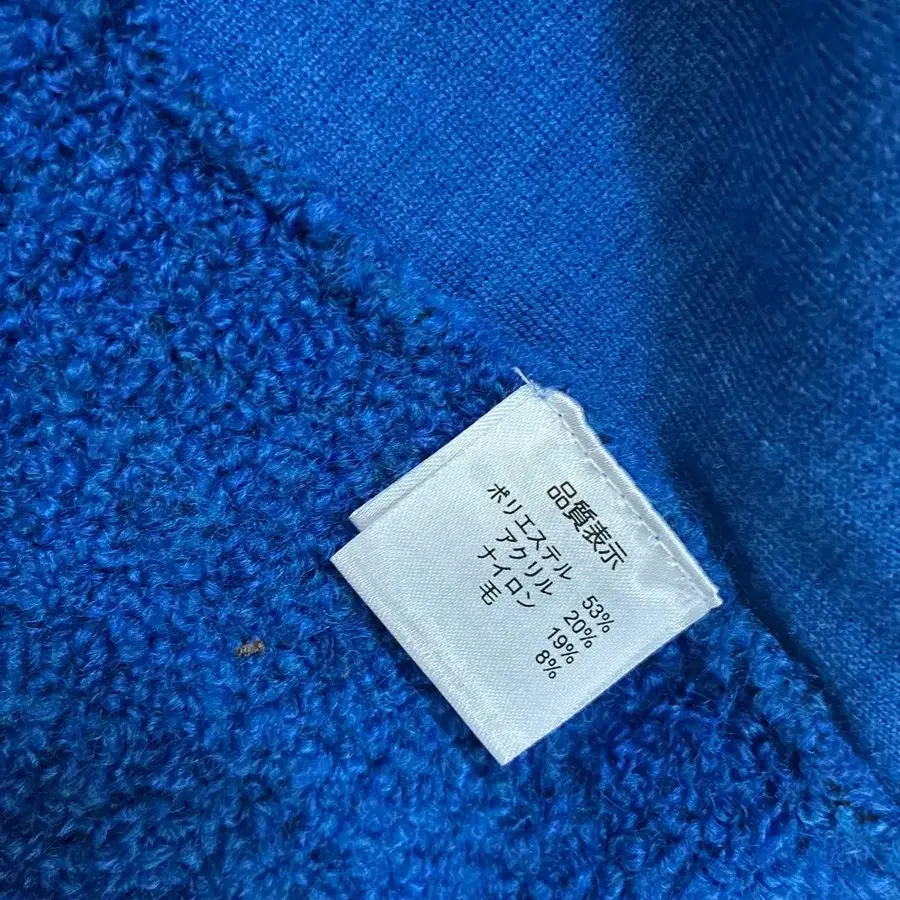 品質表示
ポリエステル 53%
アクリル 20%
ナイロン 19%
毛 8%